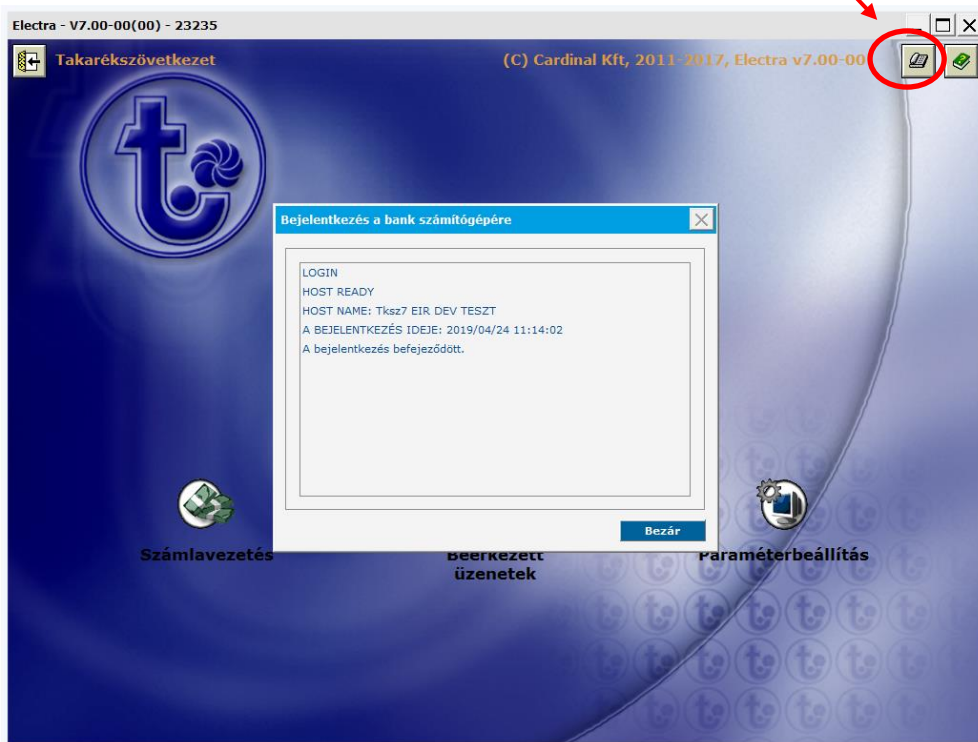 Electra - V7.00-00(00) - 23235
Takarékszövetkezet
(C) Cardinal Kft, 2011-2017, Electra v7.00-00
Bejelentkezés a bank számítógépére
LOGIN
HOST READY
HOST NAME: Tksz7 EIR DEV TESZT
A BEJELENTKEZÉS IDEJE: 2019/04/24 11:14:02
A bejelentkezés befejeződött.
Bezár
Számlavezetés
Beérkezett
üzenetek
Paraméterbeállítás